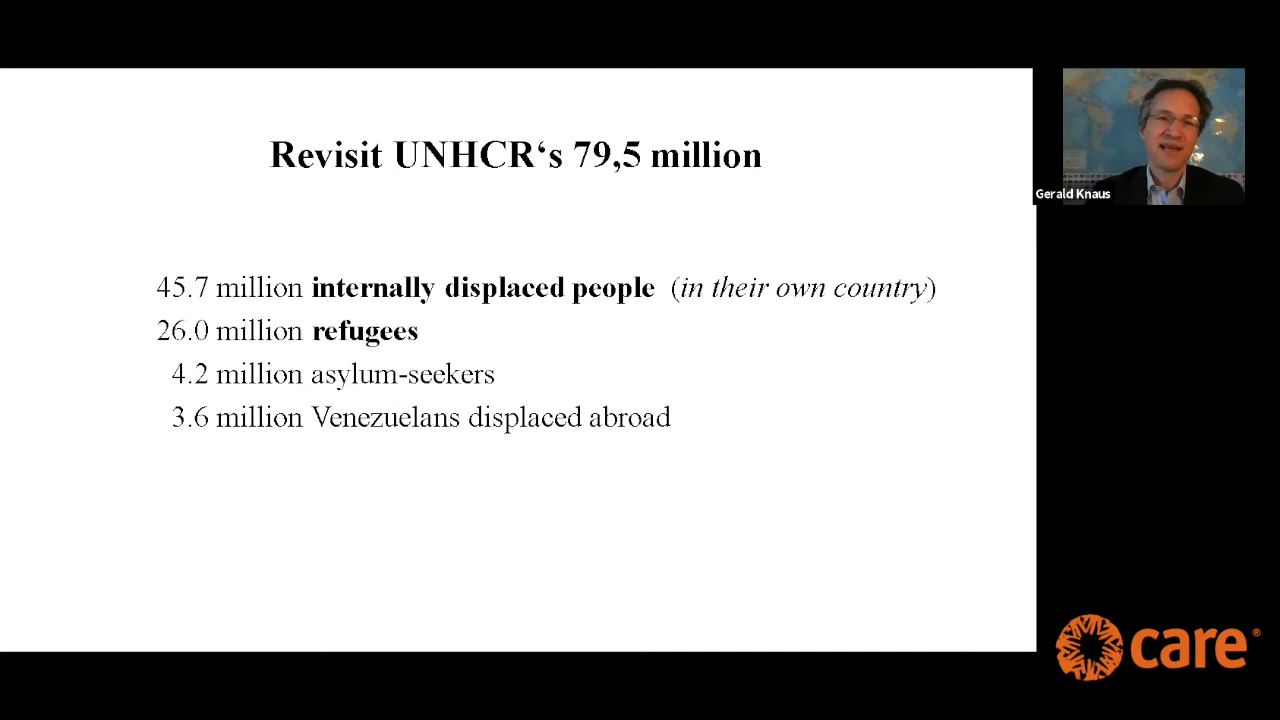 Revisit UNHCR‘s 79,5 million
45.7 million internally displaced people (in their own country)
26.0 million refugees
4.2 million asylum-seekers
3.6 million Venezuelans displaced abroad
Gerald Knaus
care®